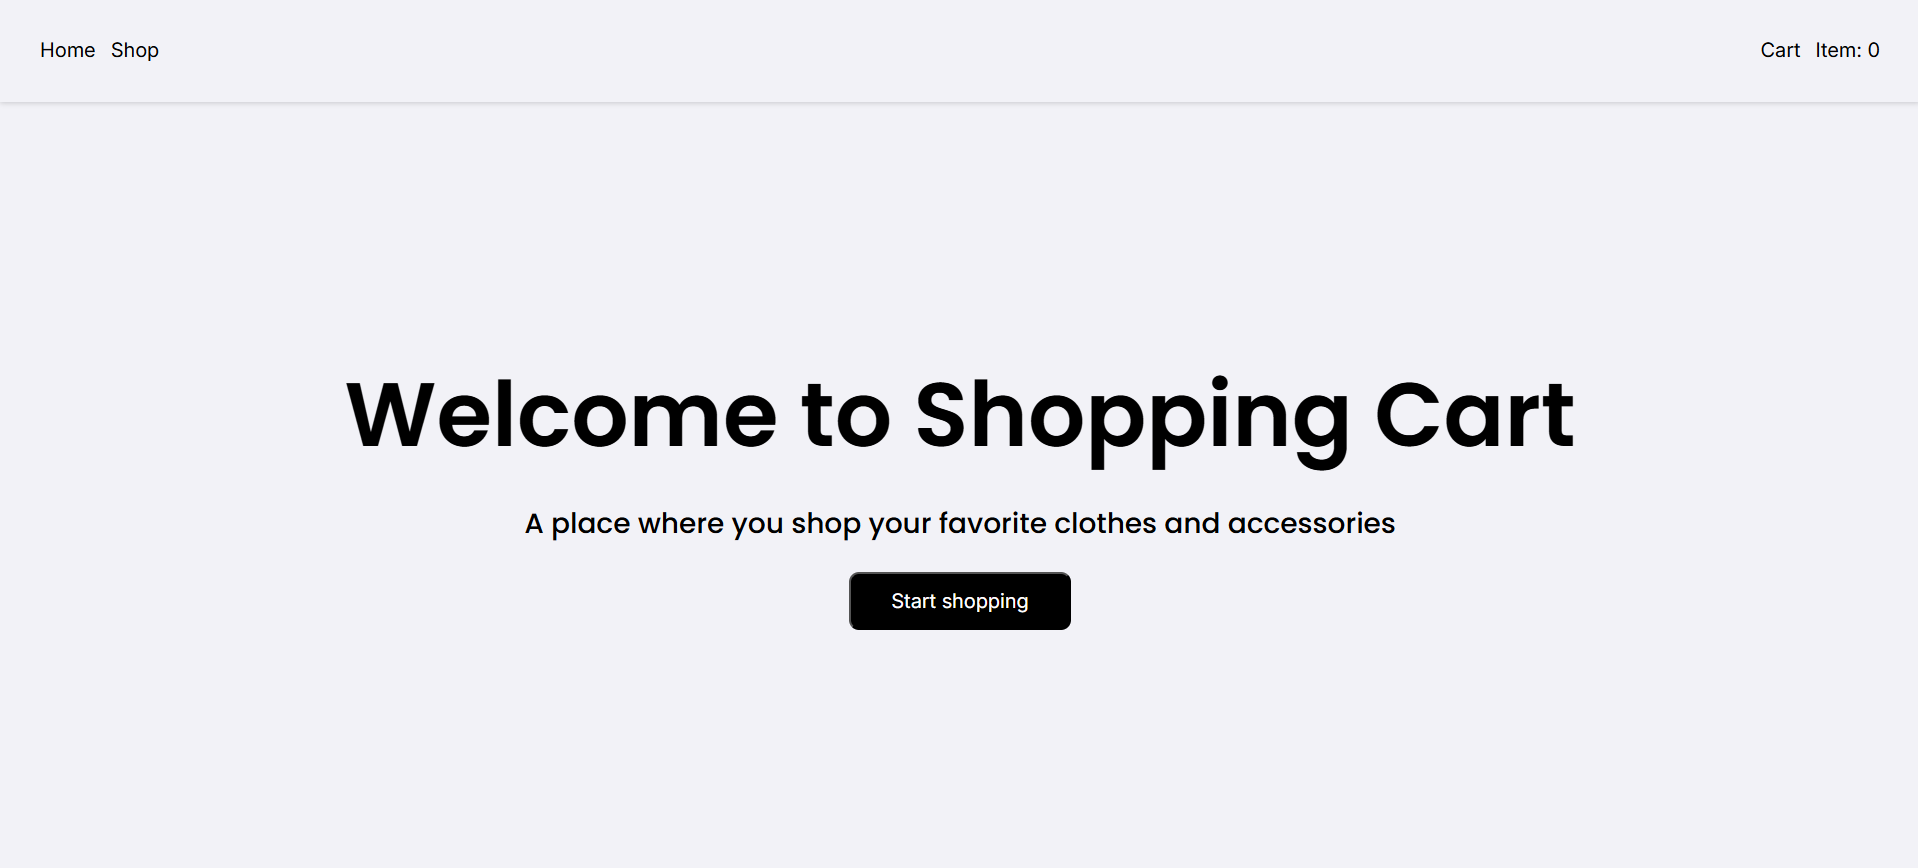 Home Shop Cart Item: 0
Welcome to Shopping Cart
A place where you shop your favorite clothes and accessories
Start shopping